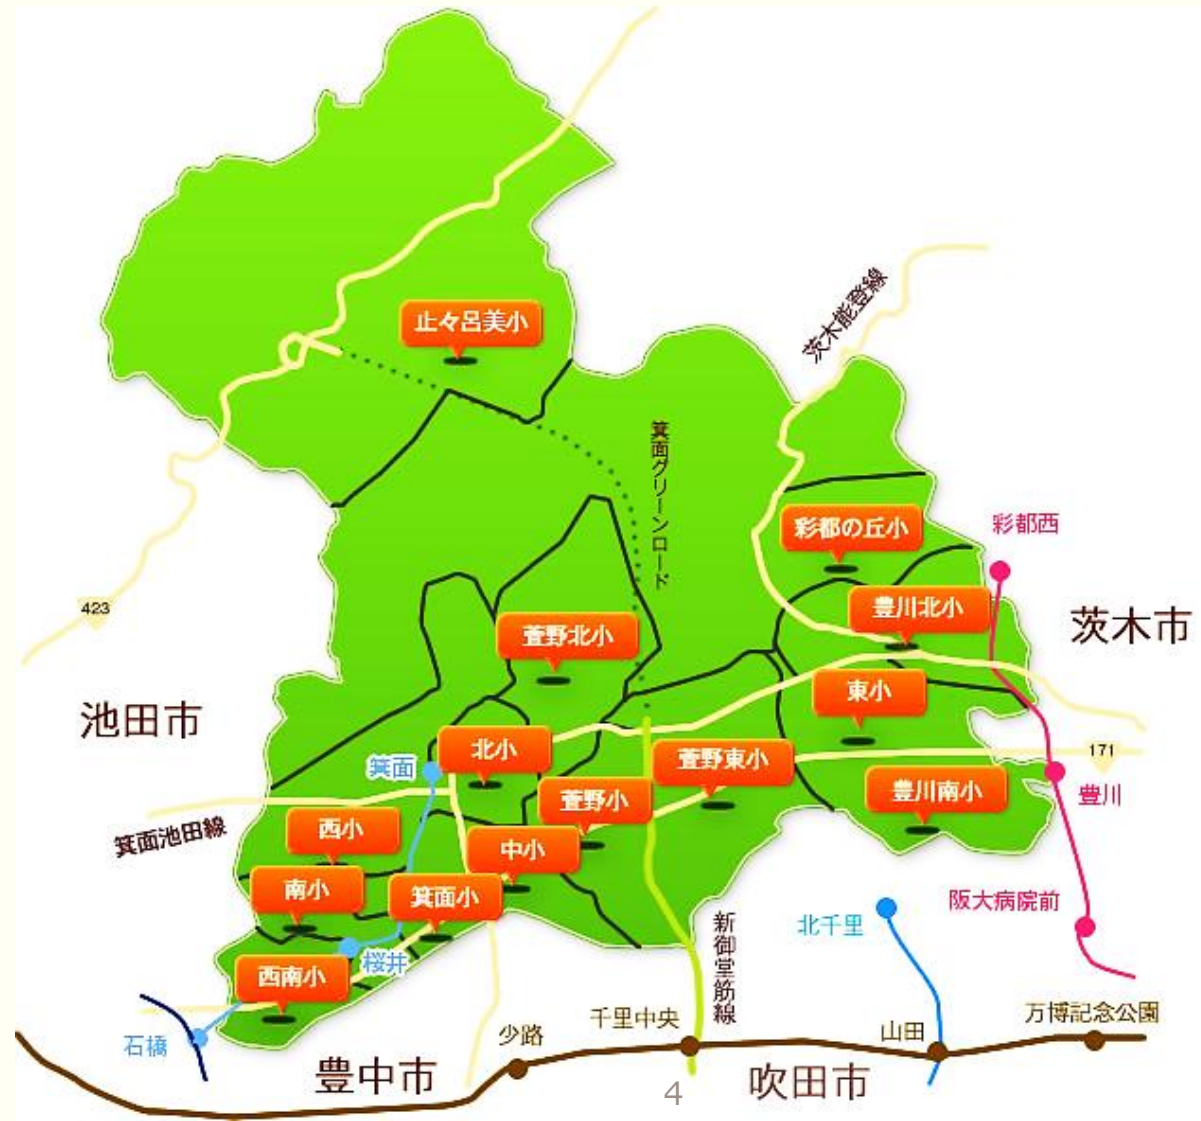 止々呂美小
茨木能登線
箕面グリーンロード
彩都の丘小
彩都西
423
豊川北小
茨木市
萱野北小
池田市
東小
北小
箕面
萱野東小
171
萱野小
豊川南小
豊川
西小
箕面池田線
中小
南小
箕面小
阪大病院前
北千里
新御堂筋線
桜井
西南小
石橋
少路
千里中央
山田
万博記念公園
豊中市
吹田市
4